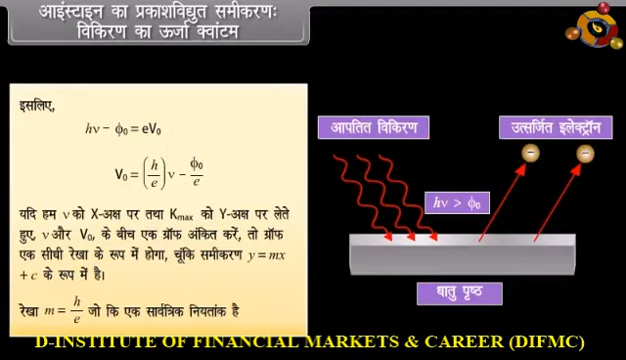 आइंस्टाइन का प्रकाशविद्युत समीकरणः
विकिरण का ऊर्जा क्वांटम
इसलिए,
hν − ϕ₀ = eV₀
V₀ = (h/e) ν − ϕ₀/e
यदि हम ν को X-अक्ष पर तथा Kmax को Y-अक्ष पर लेते
हुए, ν और V₀, के बीच एक ग्रॉफ अंकित करें, तो ग्रॉफ
एक सीधी रेखा के रूप में होगा, चूंकि समीकरण y = mx
+ c के रूप में है।
रेखा m = h/e जो कि एक सार्वत्रिक नियतांक है
आपतित विकिरण
उत्सर्जित इलेक्ट्रॉन
hν > ϕ₀
धातु पृष्ठ
D-INSTITUTE OF FINANCIAL MARKETS & CAREER (DIFMC)